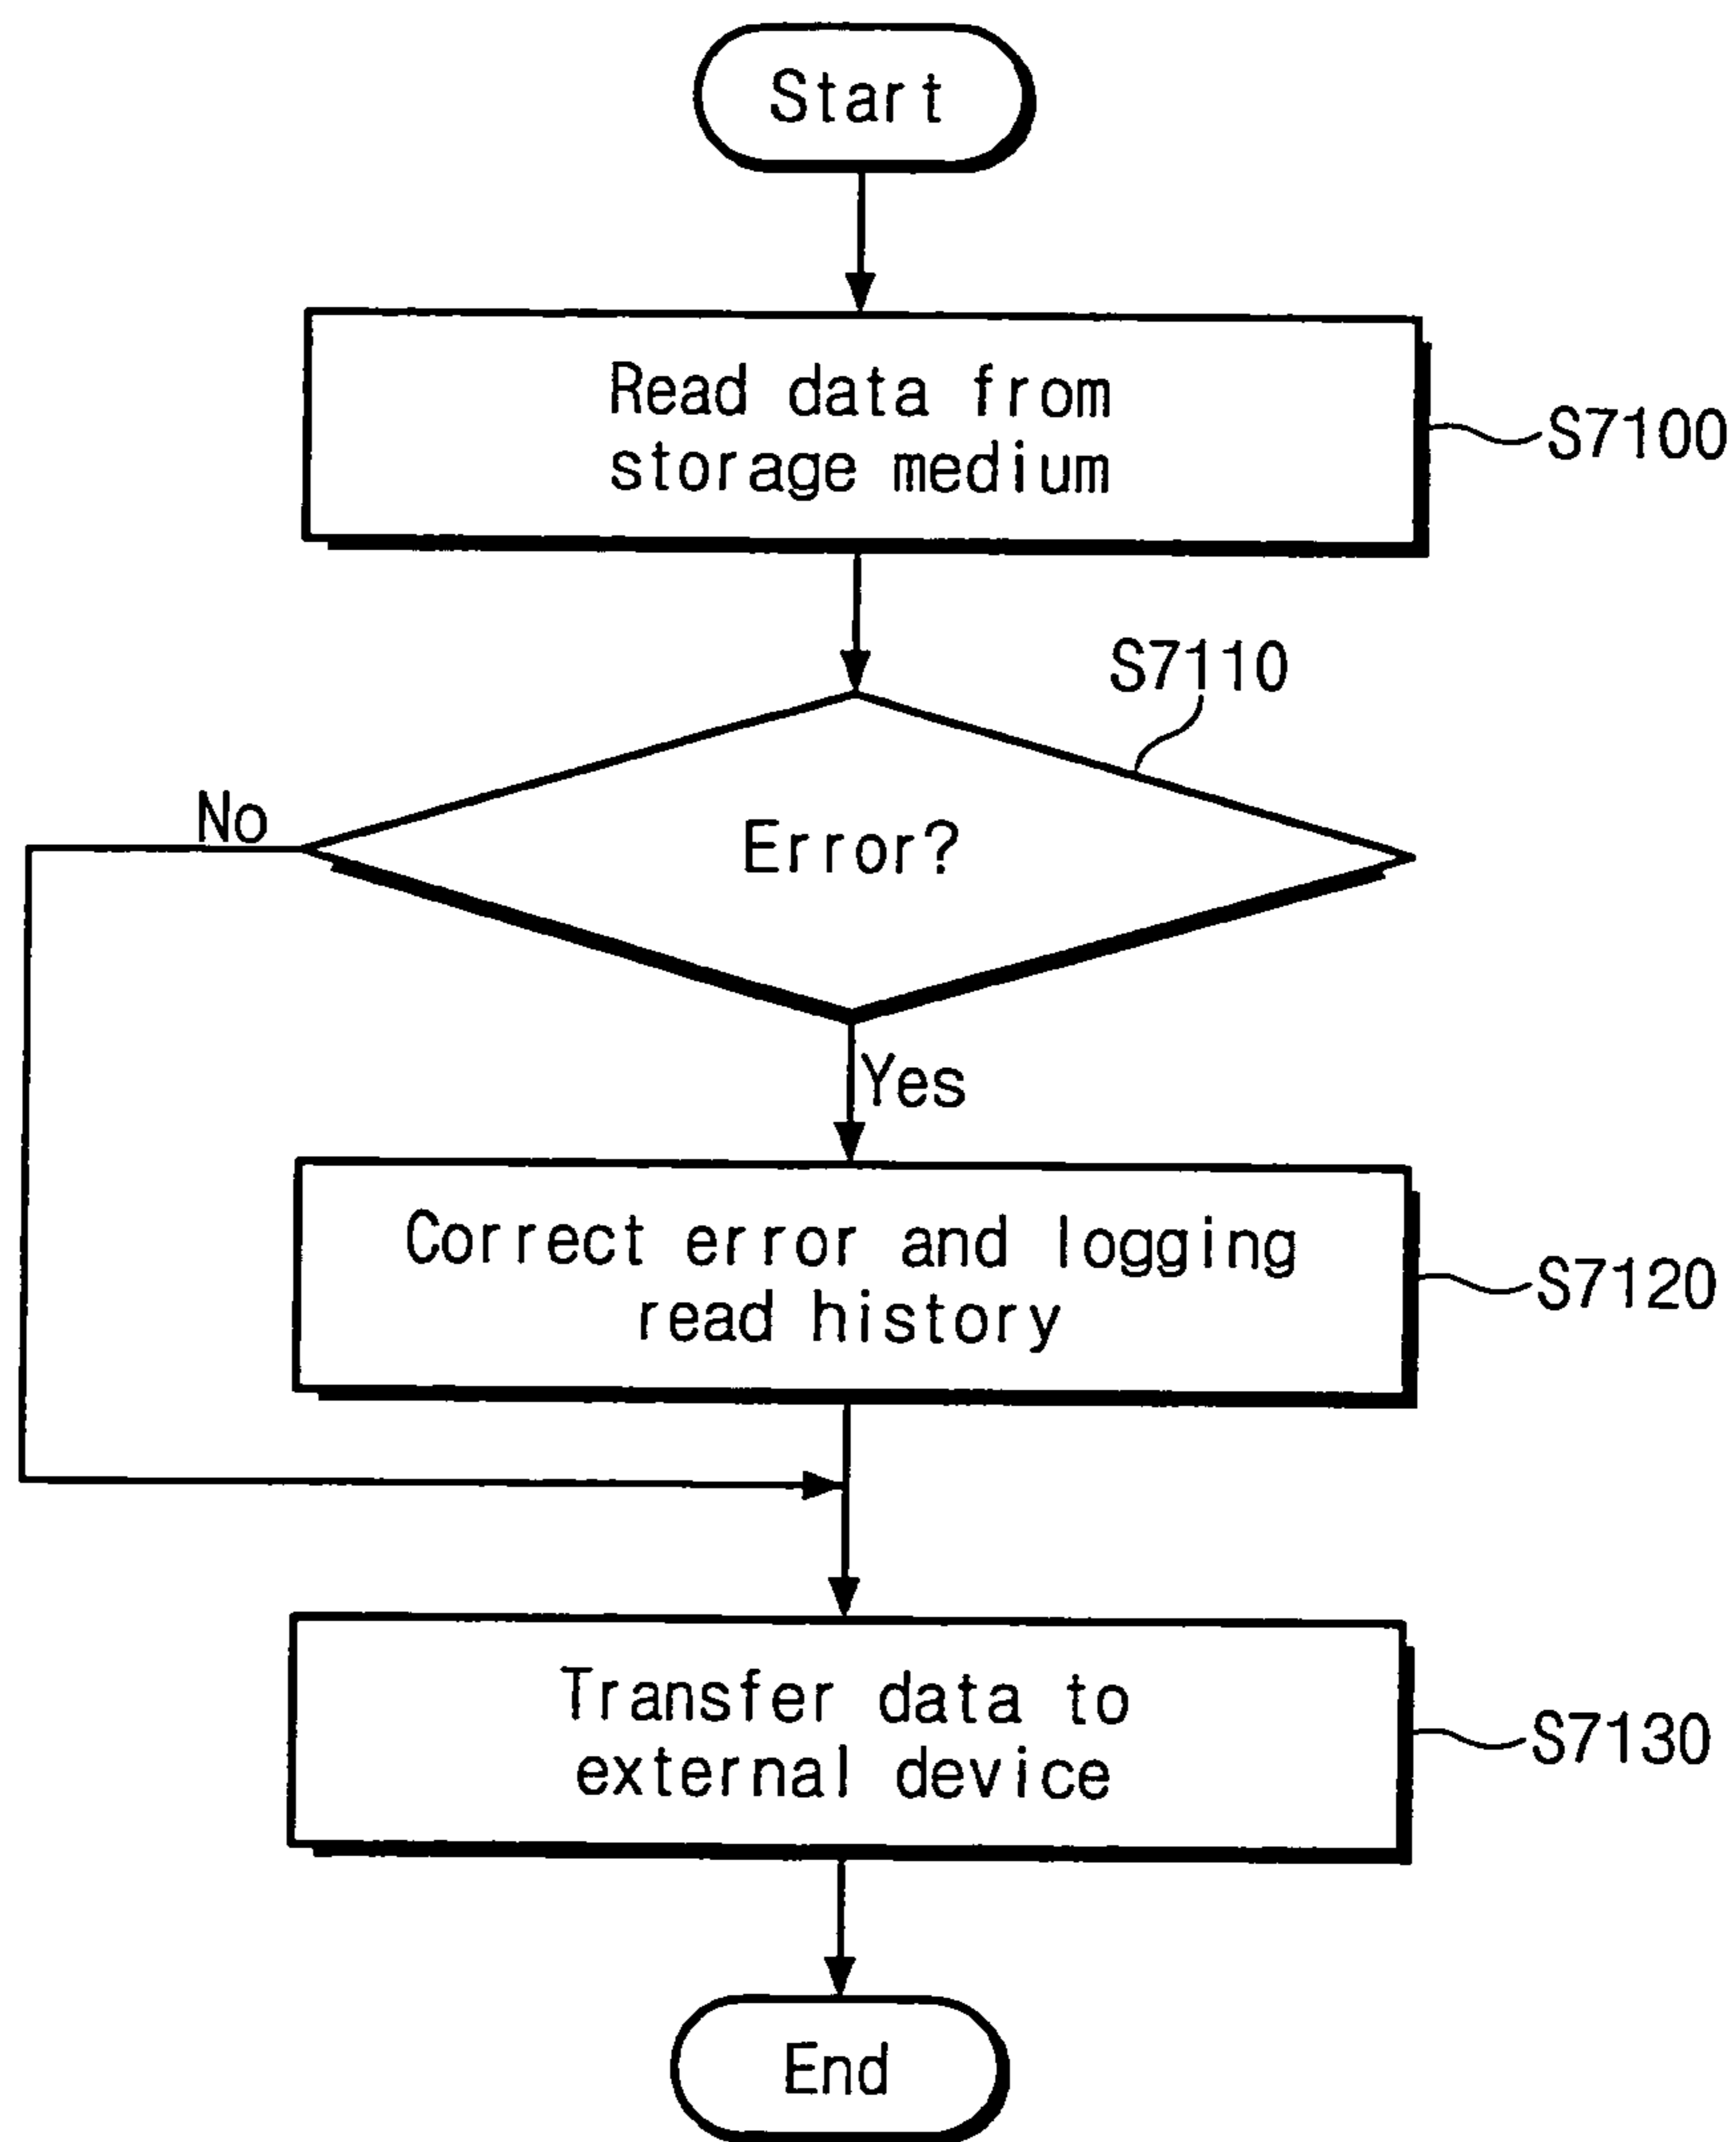 Start
Read data from
storage medium
S7100
S7110
No
Error?
Yes
Correct error and logging
read history
S7120
Transfer data to
external device
S7130
End